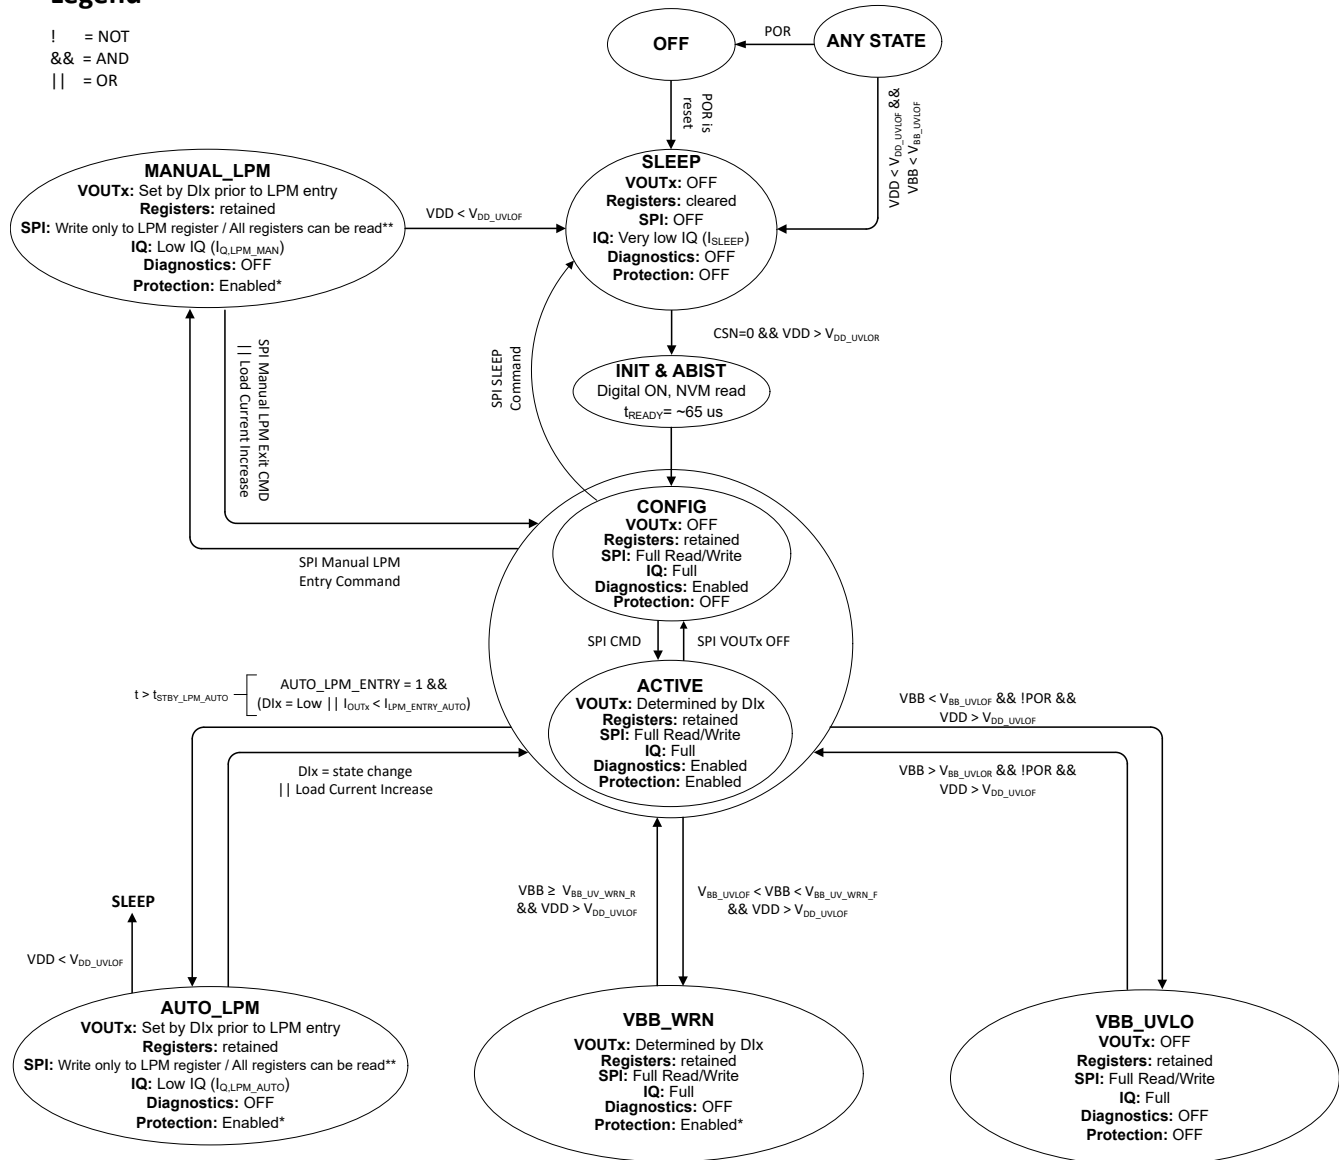 Legend
! = NOT
&& = AND
|| = OR
OFF
POR
ANY STATE
POR is
reset
VDD < VDD_UVLOF &&
VBB < VBB_UVLOF
MANUAL_LPM
VOUTx: Set by DIx prior to LPM entry
Registers: retained
SPI: Write only to LPM register / All registers can be read**
IQ: Low IQ (IQ,LPM_MAN)
Diagnostics: OFF
Protection: Enabled*
VDD < VDD_UVLOF
SLEEP
VOUTx: OFF
Registers: cleared
SPI: OFF
IQ: Very low IQ (ISLEEP)
Diagnostics: OFF
Protection: OFF
CSN=0 && VDD > VDD_UVLOR
SPI SLEEP
Command
INIT & ABIST
Digital ON, NVM read
tREADY= ~65 us
SPI Manual LPM Exit CMD
|| Load Current Increase
SPI Manual LPM
Entry Command
CONFIG
VOUTx: OFF
Registers: retained
SPI: Full Read/Write
IQ: Full
Diagnostics: Enabled
Protection: OFF
SPI CMD
SPI VOUTx OFF
ACTIVE
VOUTx: Determined by DIx
Registers: retained
SPI: Full Read/Write
IQ: Full
Diagnostics: Enabled
Protection: Enabled
t > tSTBY_LPM_AUTO
AUTO_LPM_ENTRY = 1 &&
(DIx = Low || IOUTx < ILPM_ENTRY_AUTO)
DIx = state change
|| Load Current Increase
VBB < VBB_UVLOF && !POR &&
VDD > VDD_UVLOF
VBB > VBB_UVLOR && !POR &&
VDD > VDD_UVLOF
VBB ≥ VBB_UV_WRN_R
&& VDD > VDD_UVLOF
VBB_UVLOF < VBB < VBB_UV_WRN_F
&& VDD > VDD_UVLOF
SLEEP
VDD < VDD_UVLOF
AUTO_LPM
VOUTx: Set by DIx prior to LPM entry
Registers: retained
SPI: Write only to LPM register / All registers can be read**
IQ: Low IQ (IQ,LPM_AUTO)
Diagnostics: OFF
Protection: Enabled*
VBB_WRN
VOUTx: Determined by DIx
Registers: retained
SPI: Full Read/Write
IQ: Full
Diagnostics: OFF
Protection: Enabled*
VBB_UVLO
VOUTx: OFF
Registers: retained
SPI: Full Read/Write
IQ: Full
Diagnostics: OFF
Protection: OFF